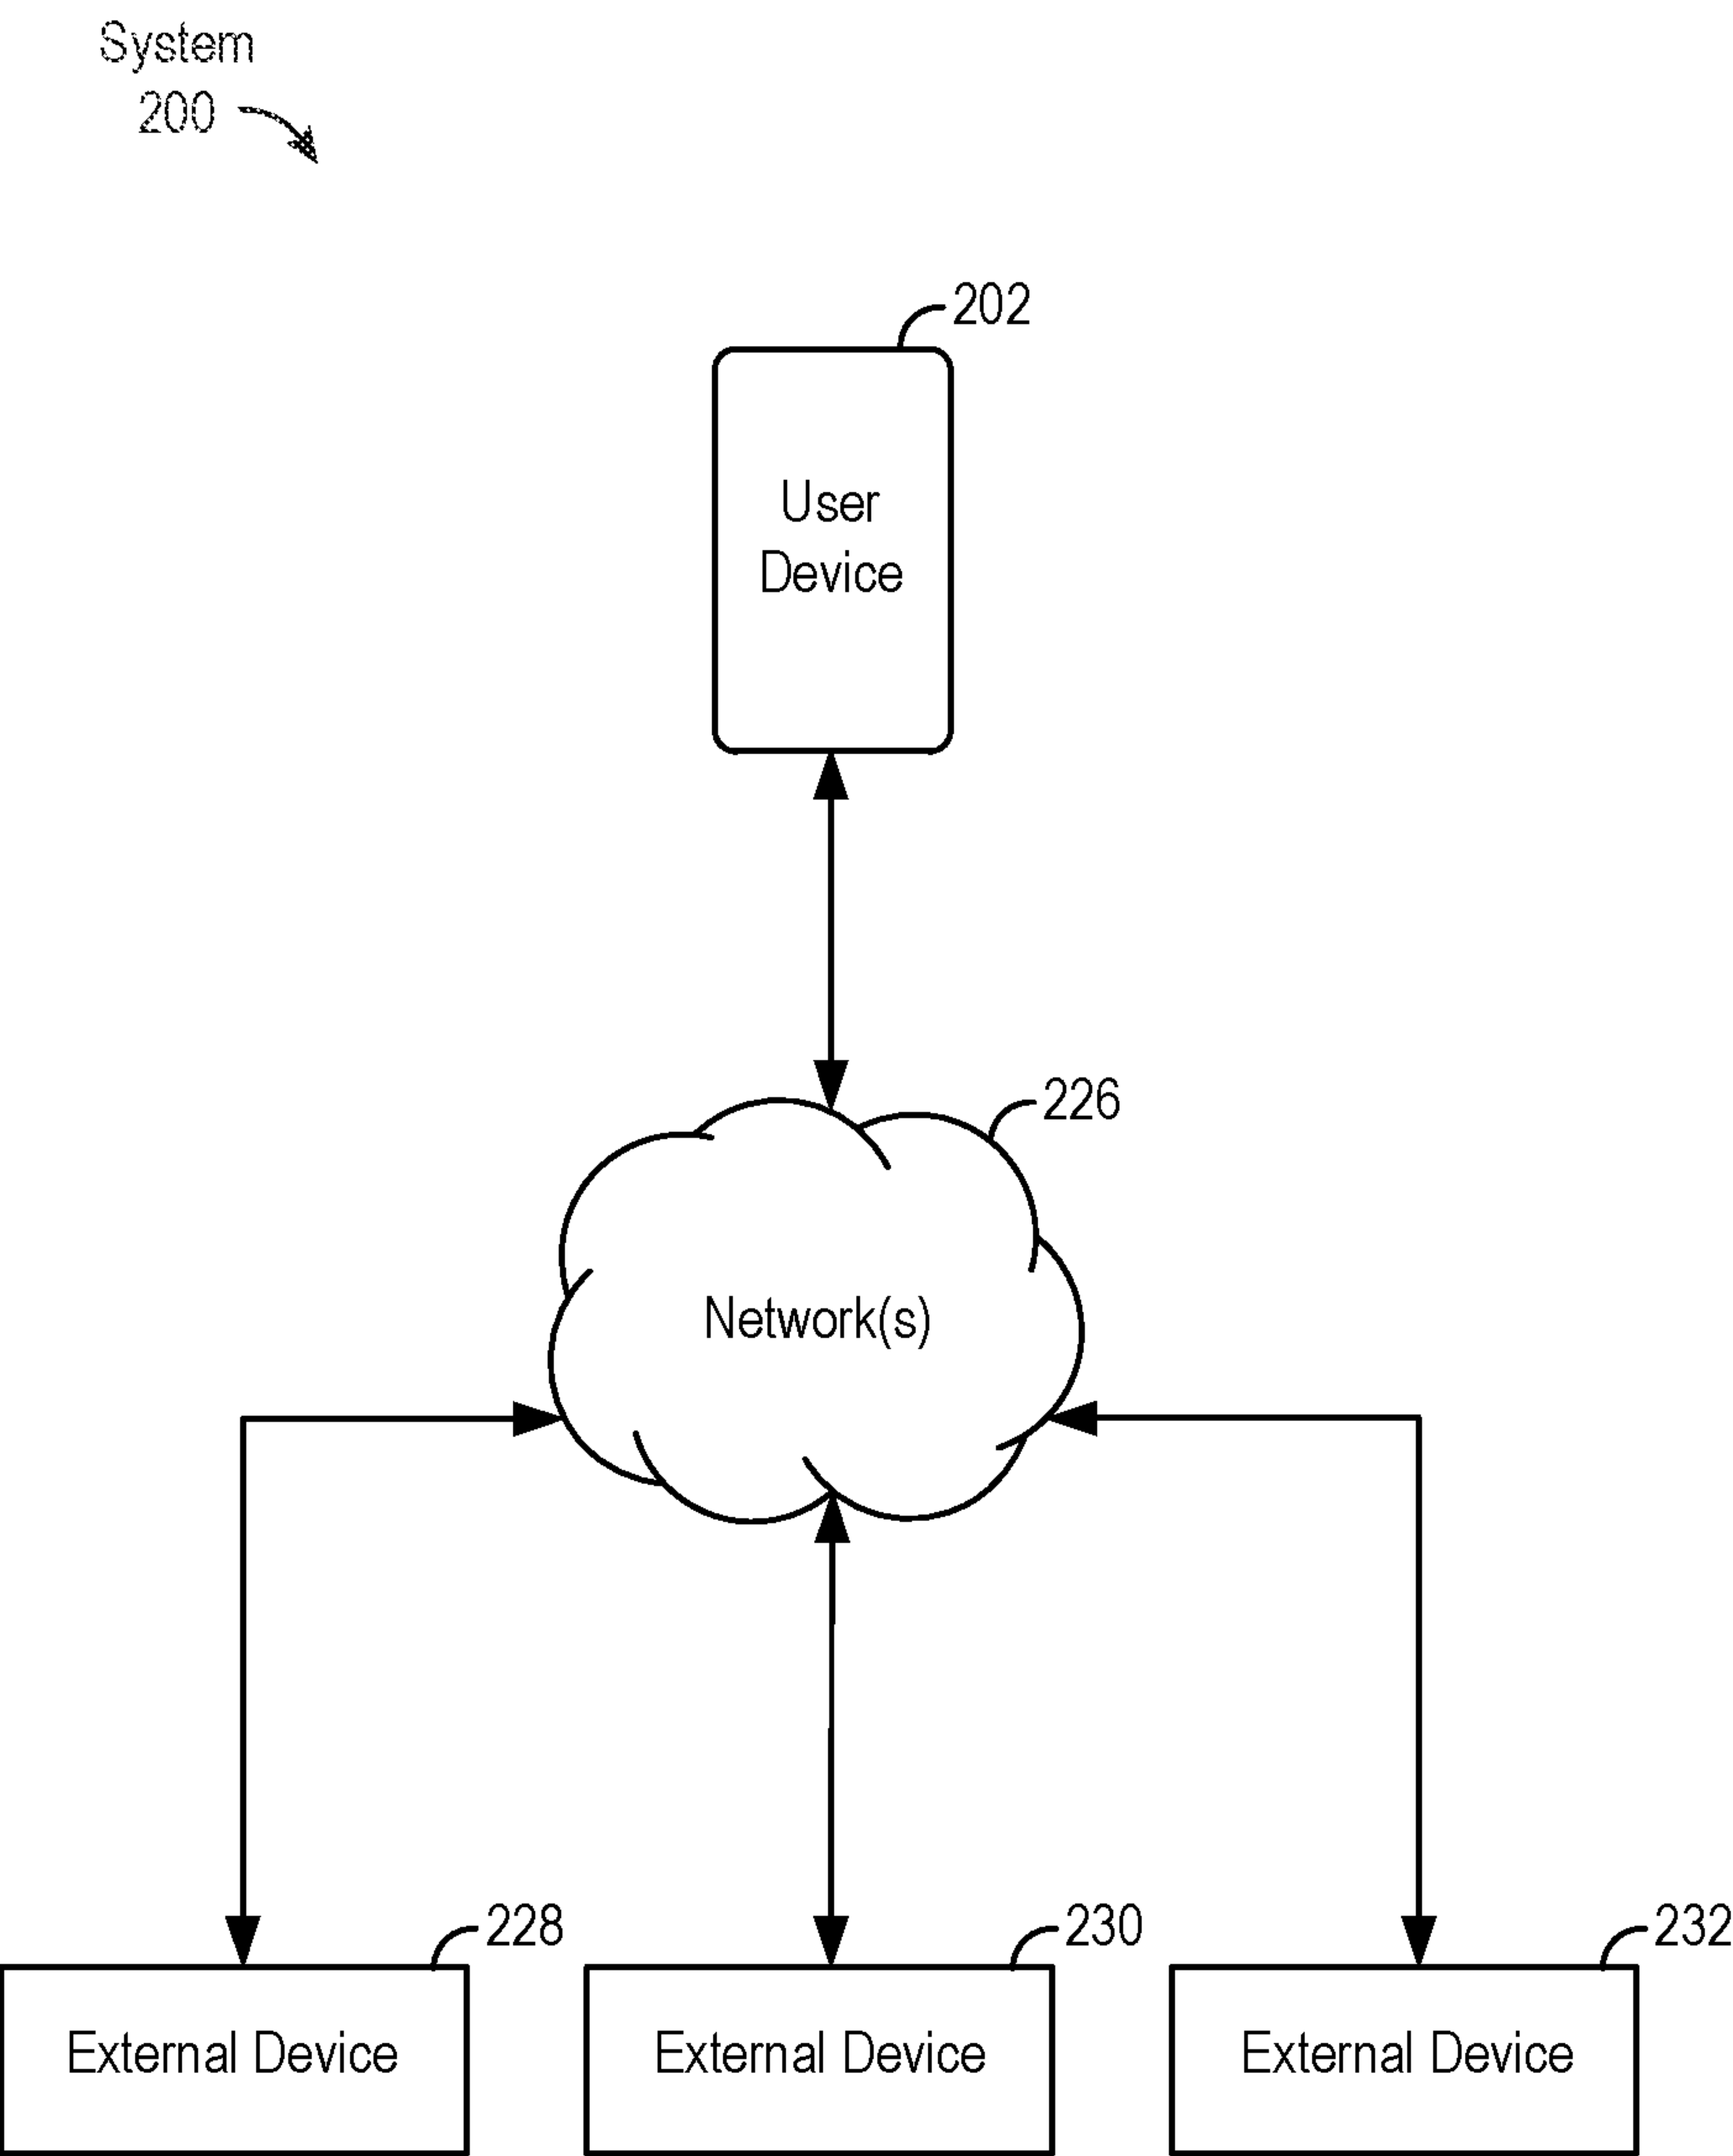 System
200
202
User
Device
226
Network(s)
228
230
232
External Device
External Device
External Device